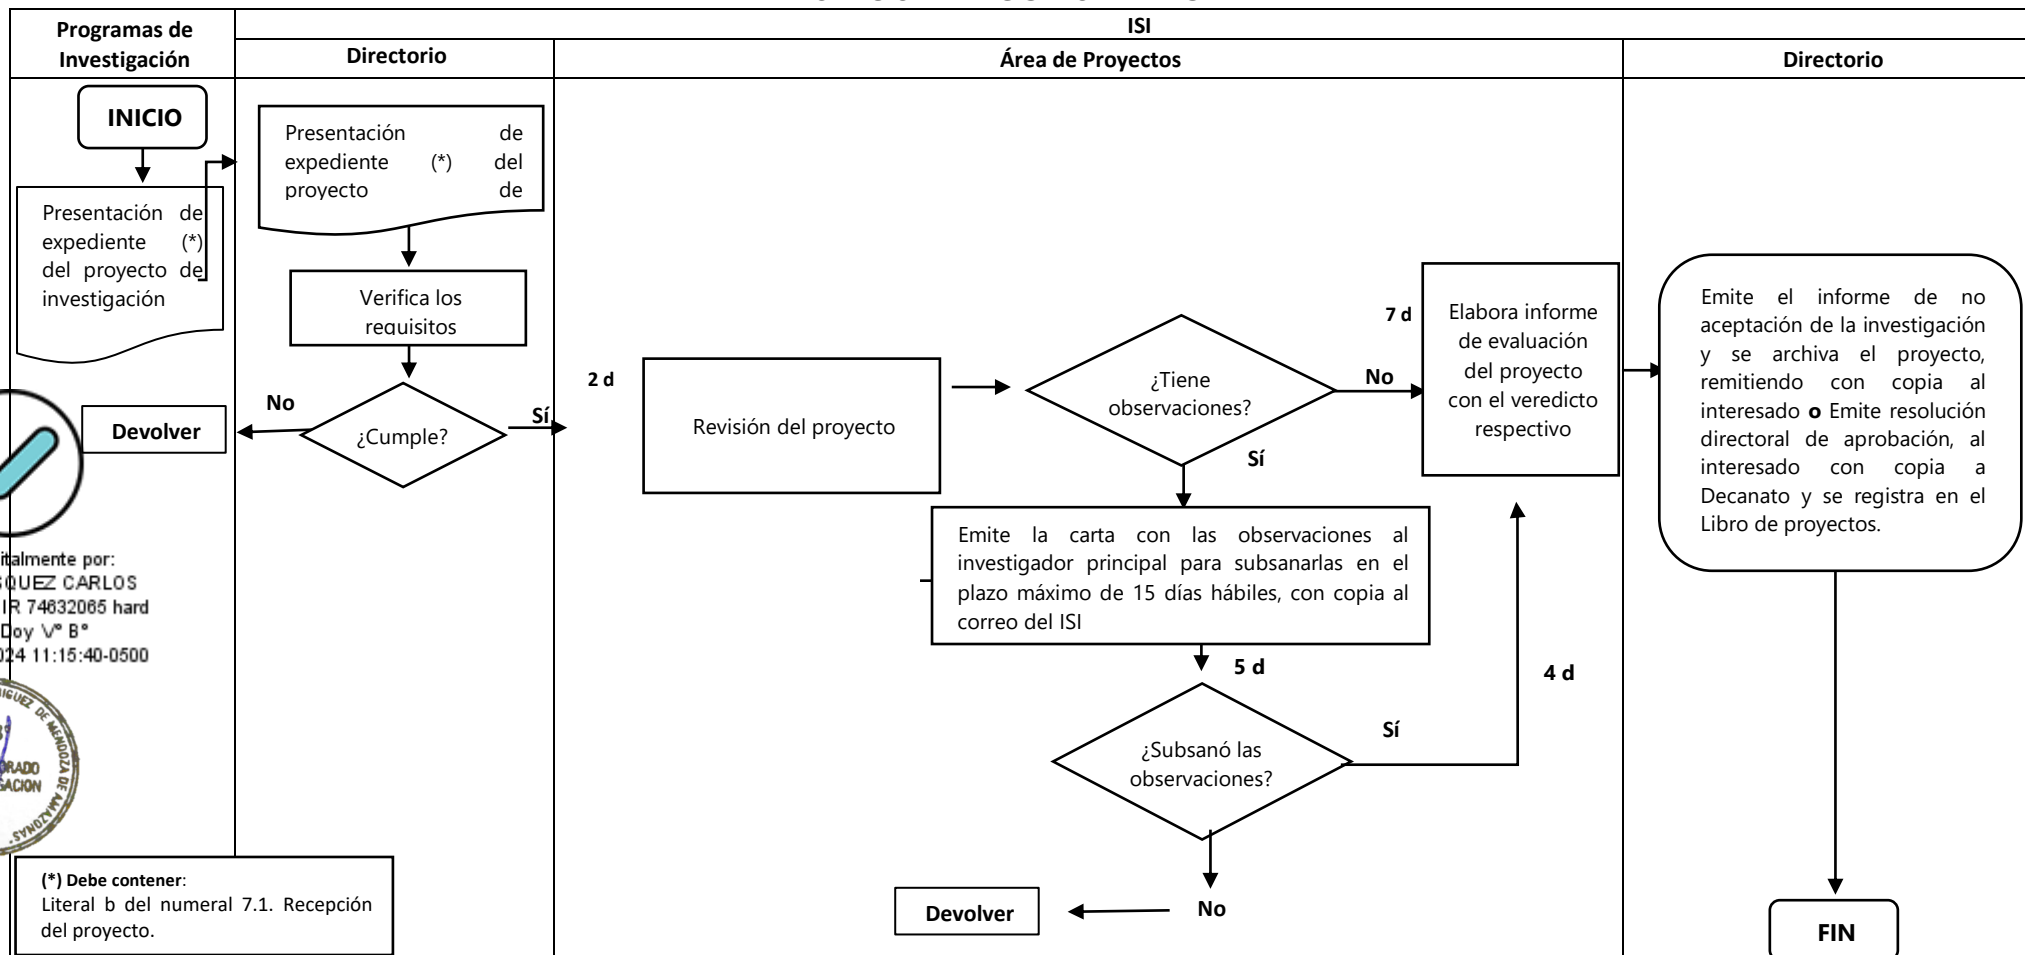 Programas de
Investigación
ISI
Directorio
Área de Proyectos
Directorio
INICIO
Presentación de
expediente (*)
del proyecto de
investigación
Presentación de
expediente (*) del
proyecto de
Verifica los
requisitos
¿Cumple?
No
Sí
Devolver
2 d
Revisión del proyecto
¿Tiene
observaciones?
No
Sí
7 d
Elabora informe
de evaluación
del proyecto
con el veredicto
respectivo
Emite la carta con las observaciones al
investigador principal para subsanarlas en el
plazo máximo de 15 días hábiles, con copia al
correo del ISI
5 d
4 d
¿Subsanó las
observaciones?
Sí
No
Devolver
Emite el informe de no
aceptación de la investigación
y se archiva el proyecto,
remitiendo con copia al
interesado o Emite resolución
directoral de aprobación, al
interesado con copia a
Decanato y se registra en el
Libro de proyectos.
FIN
italmente por:
QUEZ CARLOS
IR 74632065 hard
Doy V° B°
024 11:15:40-0500
DE MENDOZA DE AMAZONAS
(*) Debe contener:
Literal b del numeral 7.1. Recepción
del proyecto.